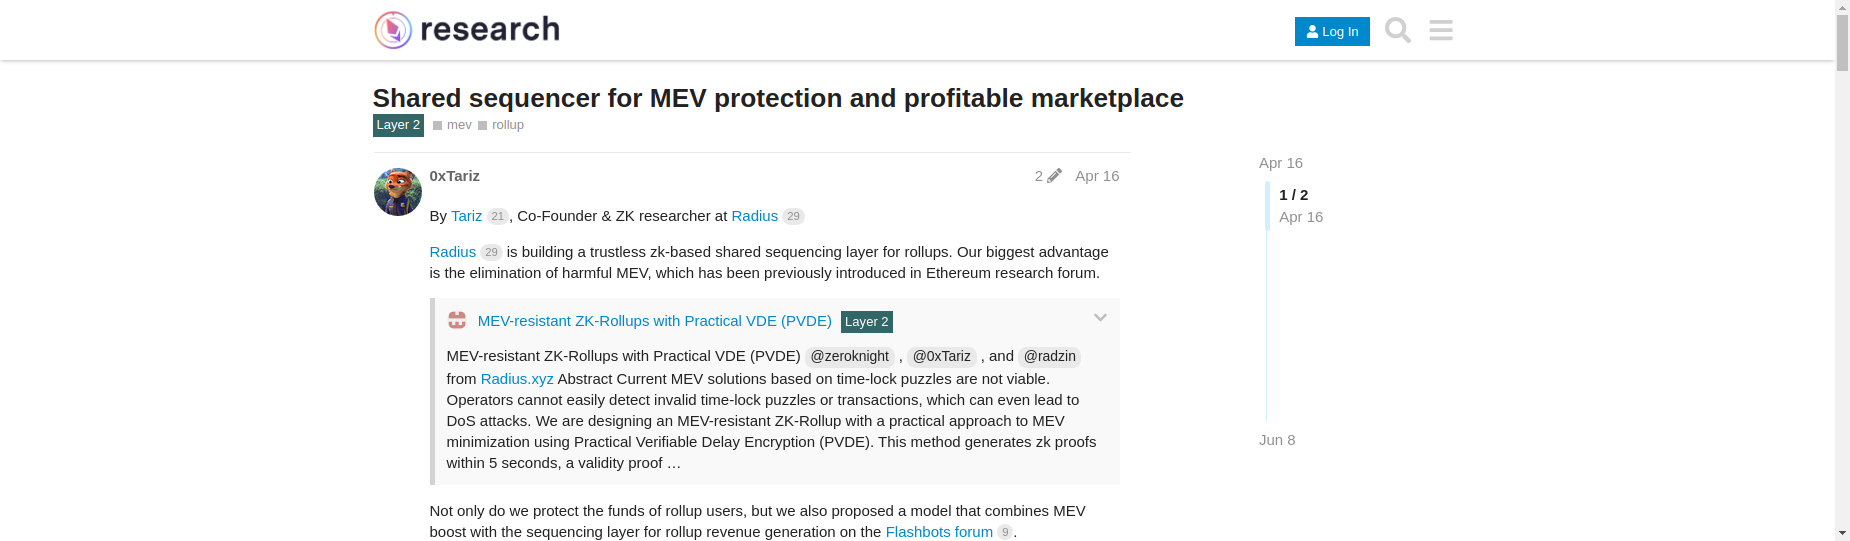 research
Log In
Shared sequencer for MEV protection and profitable marketplace
Layer 2 mev rollup
0xTariz 2 Apr 16
By Tariz 21, Co-Founder & ZK researcher at Radius 29
Radius 29 is building a trustless zk-based shared sequencing layer for rollups. Our biggest advantage
is the elimination of harmful MEV, which has been previously introduced in Ethereum research forum.
MEV-resistant ZK-Rollups with Practical VDE (PVDE) Layer 2
MEV-resistant ZK-Rollups with Practical VDE (PVDE) @zeroknight , @0xTariz , and @radzin
from Radius.xyz Abstract Current MEV solutions based on time-lock puzzles are not viable.
Operators cannot easily detect invalid time-lock puzzles or transactions, which can even lead to
DoS attacks. We are designing an MEV-resistant ZK-Rollup with a practical approach to MEV
minimization using Practical Verifiable Delay Encryption (PVDE). This method generates zk proofs
within 5 seconds, a validity proof …
Not only do we protect the funds of rollup users, but we also proposed a model that combines MEV
boost with the sequencing layer for rollup revenue generation on the Flashbots forum 9.
Apr 16
1 / 2
Apr 16
Jun 8